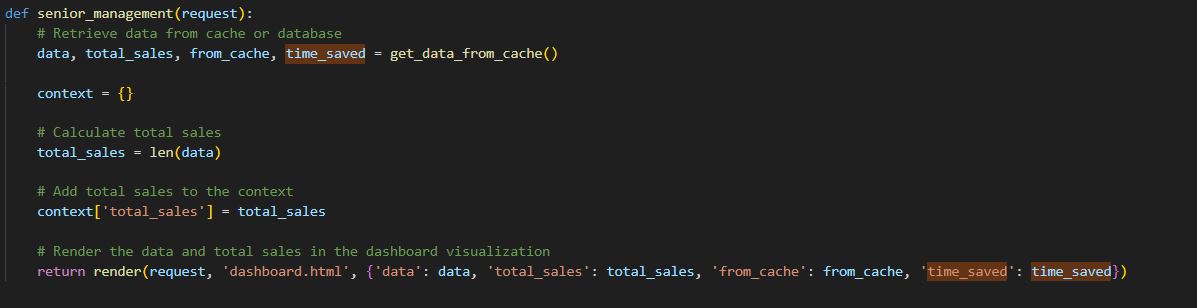 def senior_management(request):
    # Retrieve data from cache or database
    data, total_sales, from_cache, time_saved = get_data_from_cache()
    context = {}
    # Calculate total sales
    total_sales = len(data)
    # Add total sales to the context
    context['total_sales'] = total_sales
    # Render the data and total sales in the dashboard visualization
    return render(request, 'dashboard.html', {'data': data, 'total_sales': total_sales, 'from_cache': from_cache, 'time_saved': time_saved})